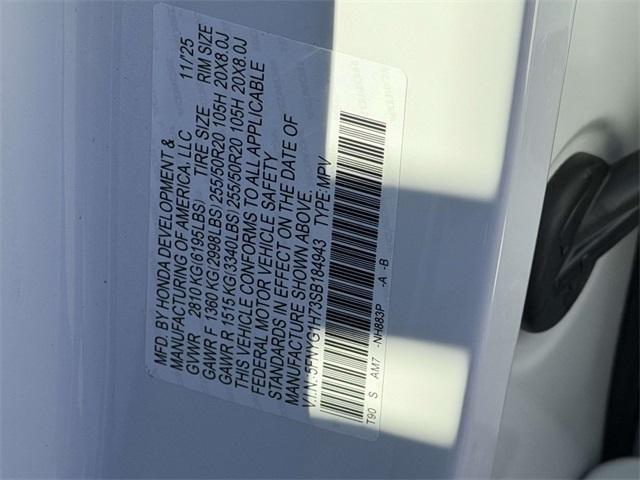 MFD. BY HONDA DEVELOPMENT &
MANUFACTURING OF AMERICA, LLC 11/25
GVWR 2810KG(6195LBS) TIRE SIZE RIM SIZE
GAWR F 1360 KG(2998LBS)255/50R20 105H 20X8.0J
GAWR R 1515 KG(3340LBS)255/50R20 105H 20X8.0J
THIS VEHICLE CONFORMS TO ALL APPLICABLE
FEDERAL MOTOR VEHICLE SAFETY
STANDARDS IN EFFECT ON THE DATE OF
MANUFACTURE SHOWN ABOVE.
V.I.N.: 5FNYG1H73SB184943 TYPE: MPV
T90 S AM7 -NH883P -A -B